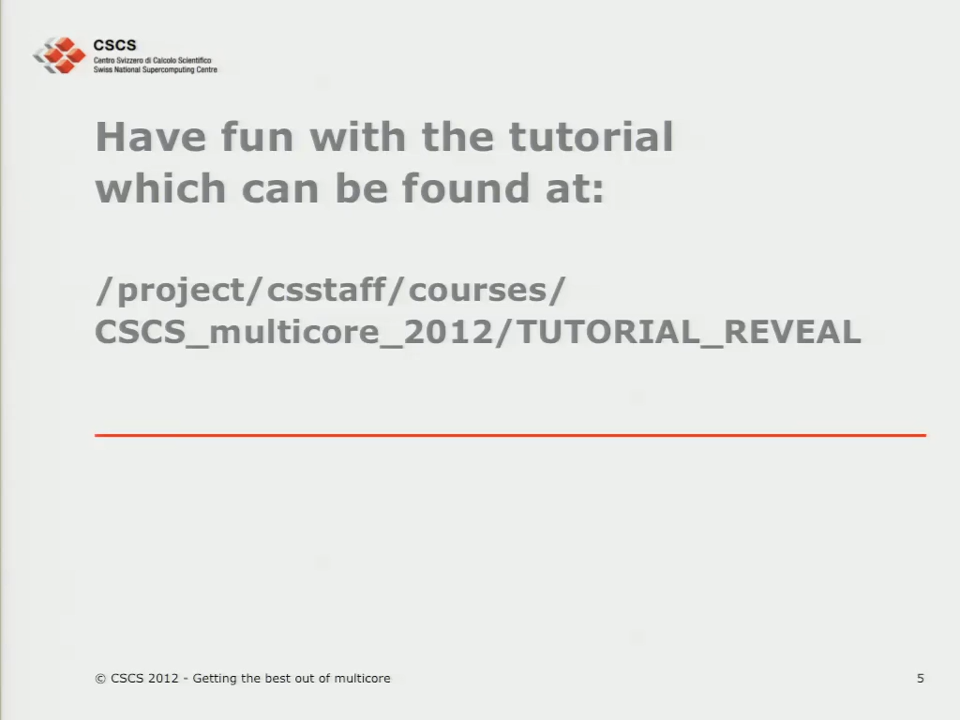 CSCS
Centro Svizzero di Calcolo Scientifico
Swiss National Supercomputing Centre
Have fun with the tutorial
which can be found at:
/project/csstaff/courses/
CSCS_multicore_2012/TUTORIAL_REVEAL
© CSCS 2012 - Getting the best out of multicore
5